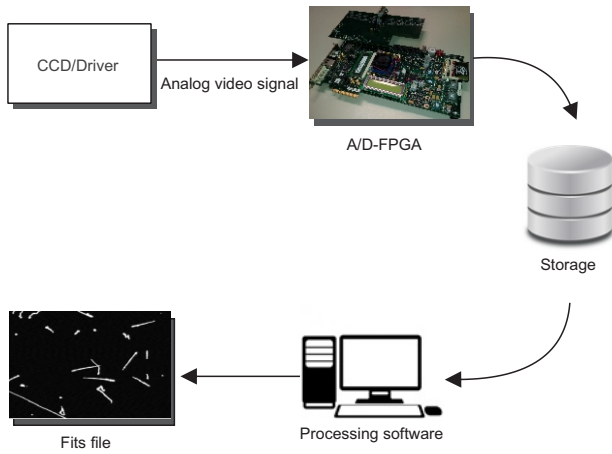 CCD/Driver
Analog video signal
A/D-FPGA
Storage
Processing software
Fits file